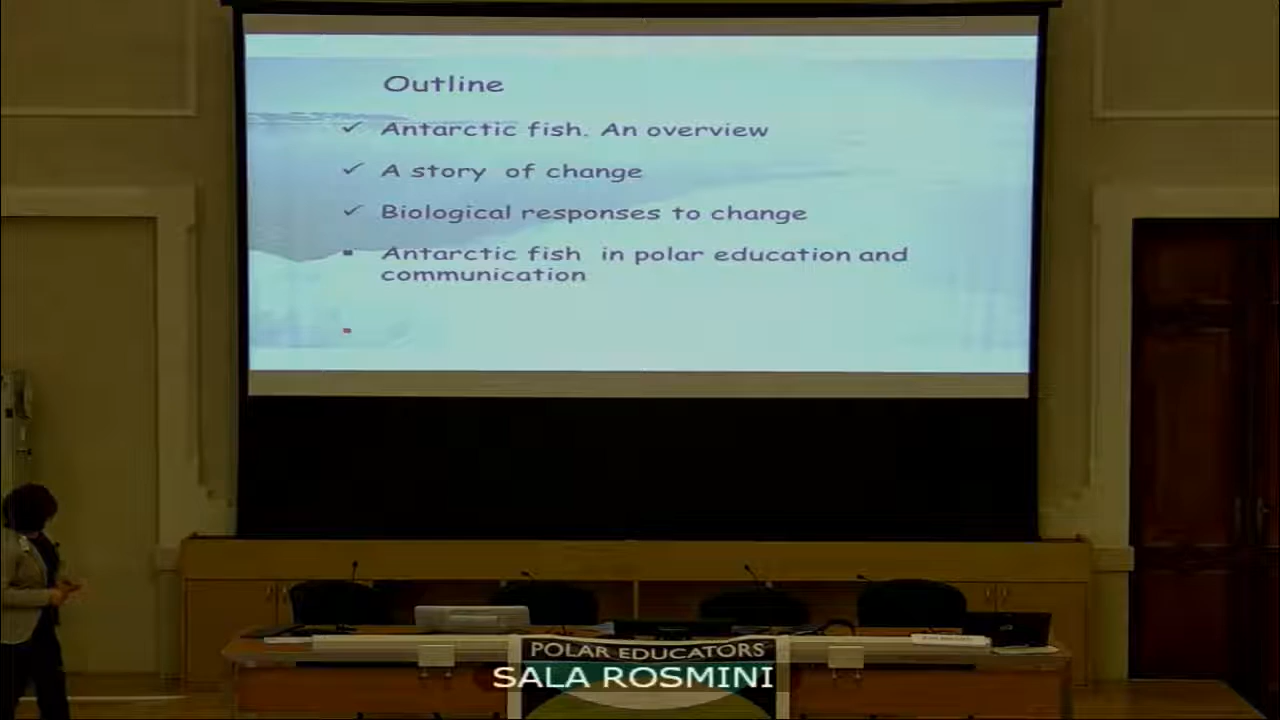 Outline
✓ Antarctic fish. An overview
✓ A story of change
✓ Biological responses to change
▪ Antarctic fish in polar education and
communication
▪
POLAR EDUCATORS
SALA ROSMINI